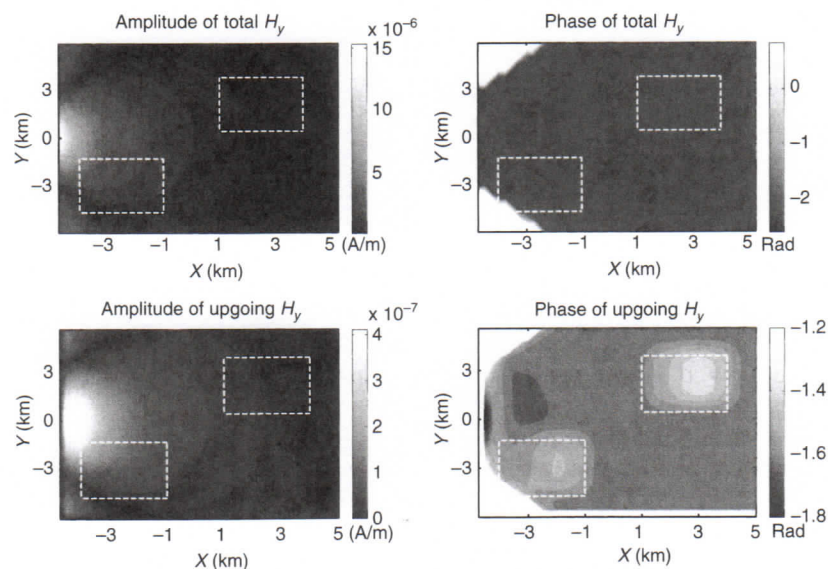 Amplitude of total H_y
x 10⁻⁶
15
10
5
0
(A/m)
3
0
−3
Y (km)
−3 −1 1 3 5
X (km)
Phase of total H_y
0
−1
−2
Rad
3
0
−3
Y (km)
−3 −1 1 3 5
X (km)
Amplitude of upgoing H_y
x 10⁻⁷
4
3
2
1
0
(A/m)
3
0
−3
Y (km)
−3 −1 1 3 5
X (km)
Phase of upgoing H_y
−1.2
−1.4
−1.6
−1.8
Rad
3
0
−3
Y (km)
−3 −1 1 3 5
X (km)